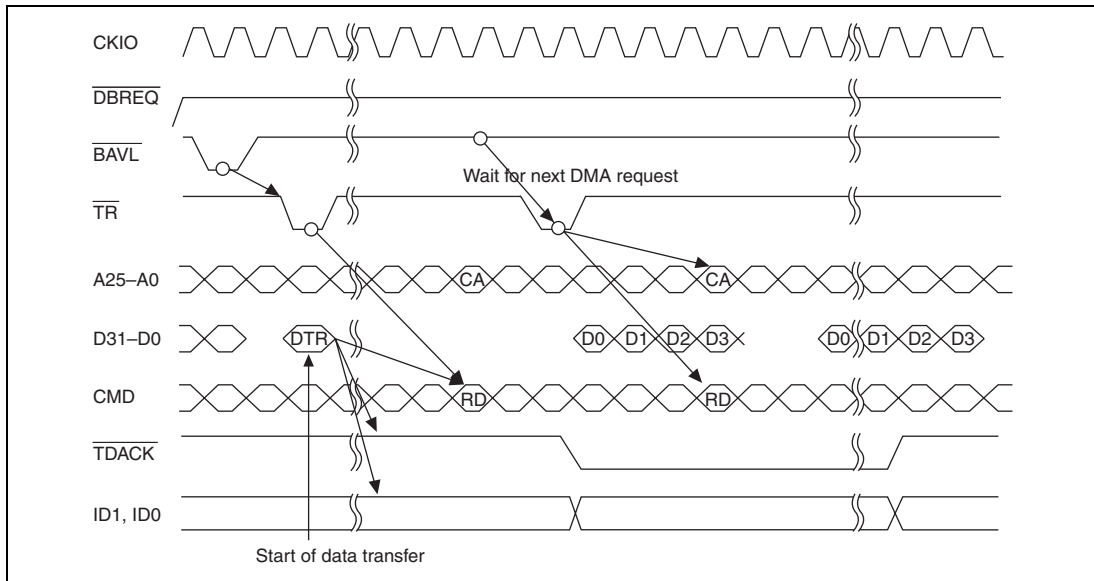 CKIO
DBREQ
BAVL
Wait for next DMA request
TR
A25–A0 CA CA
D31–D0 DTR D0 D1 D2 D3 D0 D1 D2 D3
CMD RD RD
TDACK
ID1, ID0
Start of data transfer